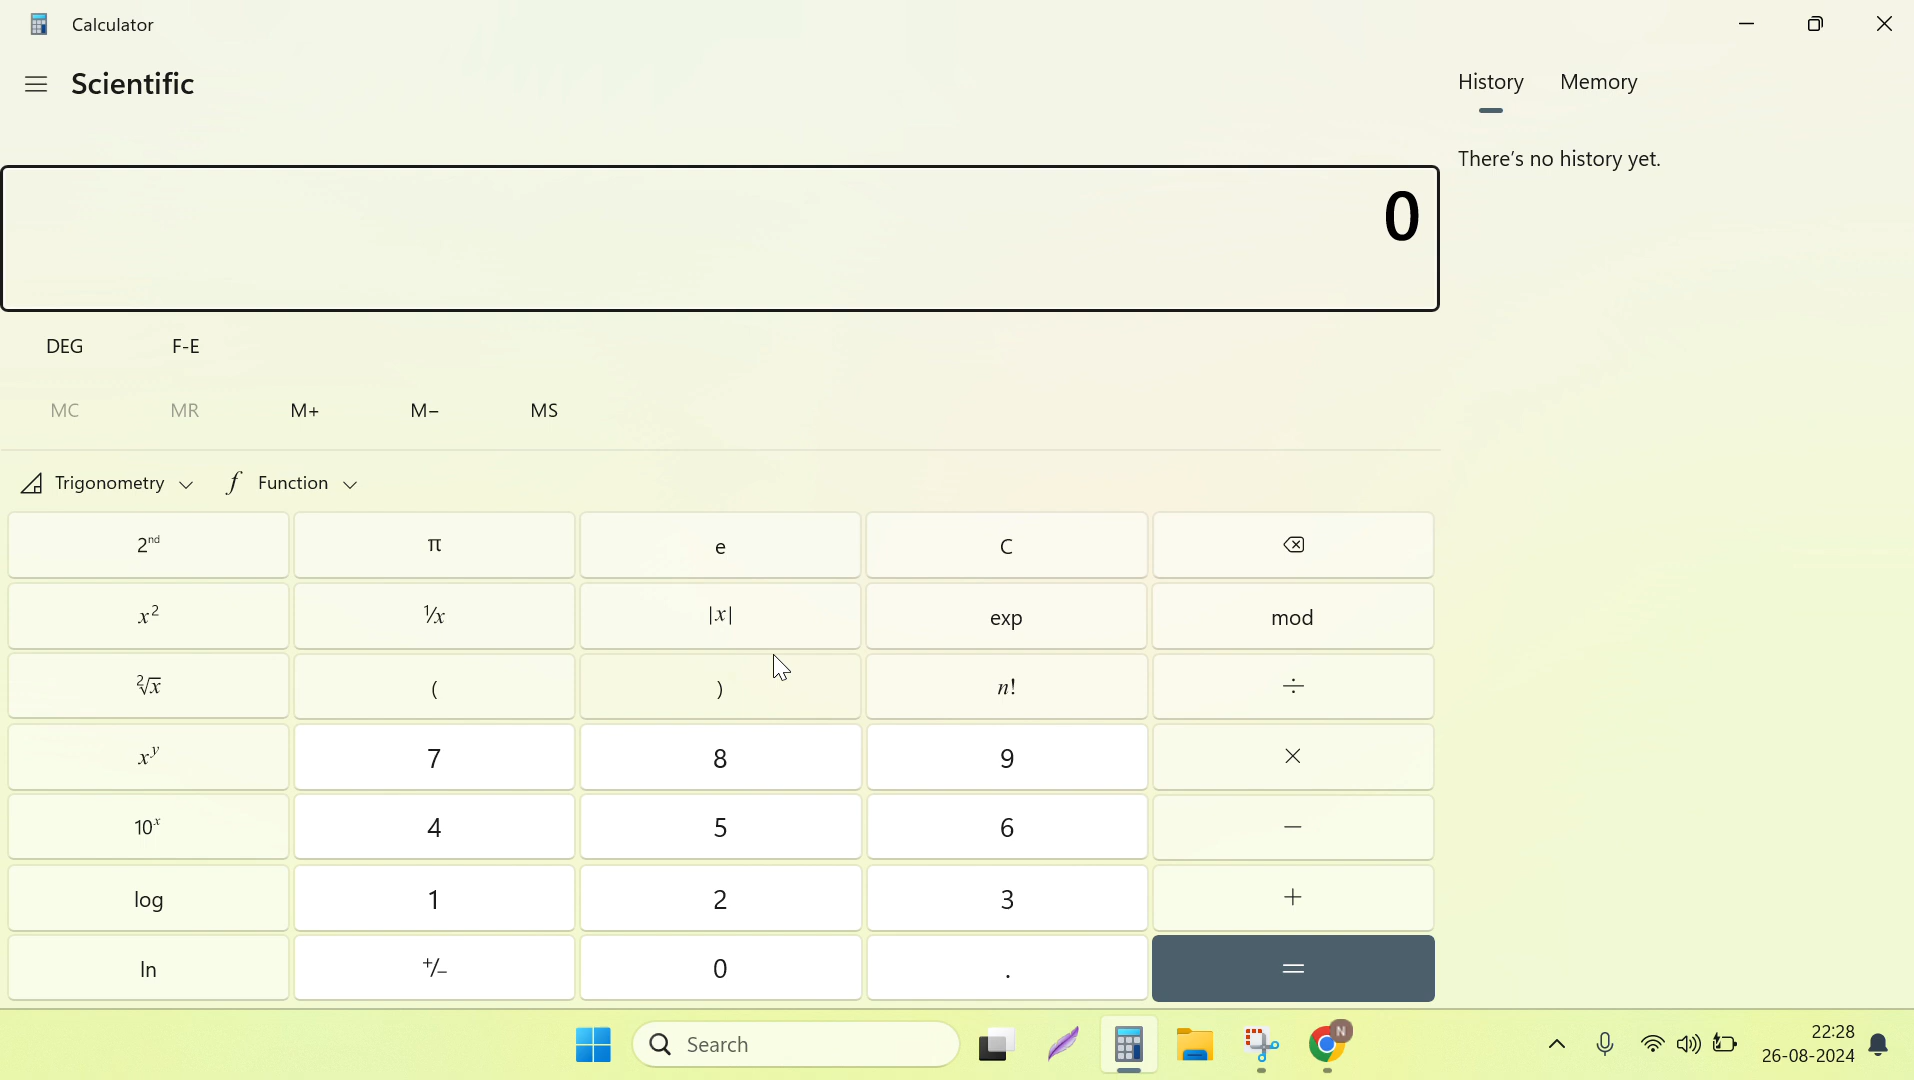 Calculator
Scientific
History Memory
There's no history yet.
0
DEG F-E
MC MR M+ M− MS
Trigonometry f Function
2ⁿᵈ π e C
x² ¹/x |x| exp mod
²√x ( ) n! ÷
xʸ 7 8 9 ×
10ˣ 4 5 6 −
log 1 2 3 +
ln +/− 0 . =
Search
N
22:28
26-08-2024